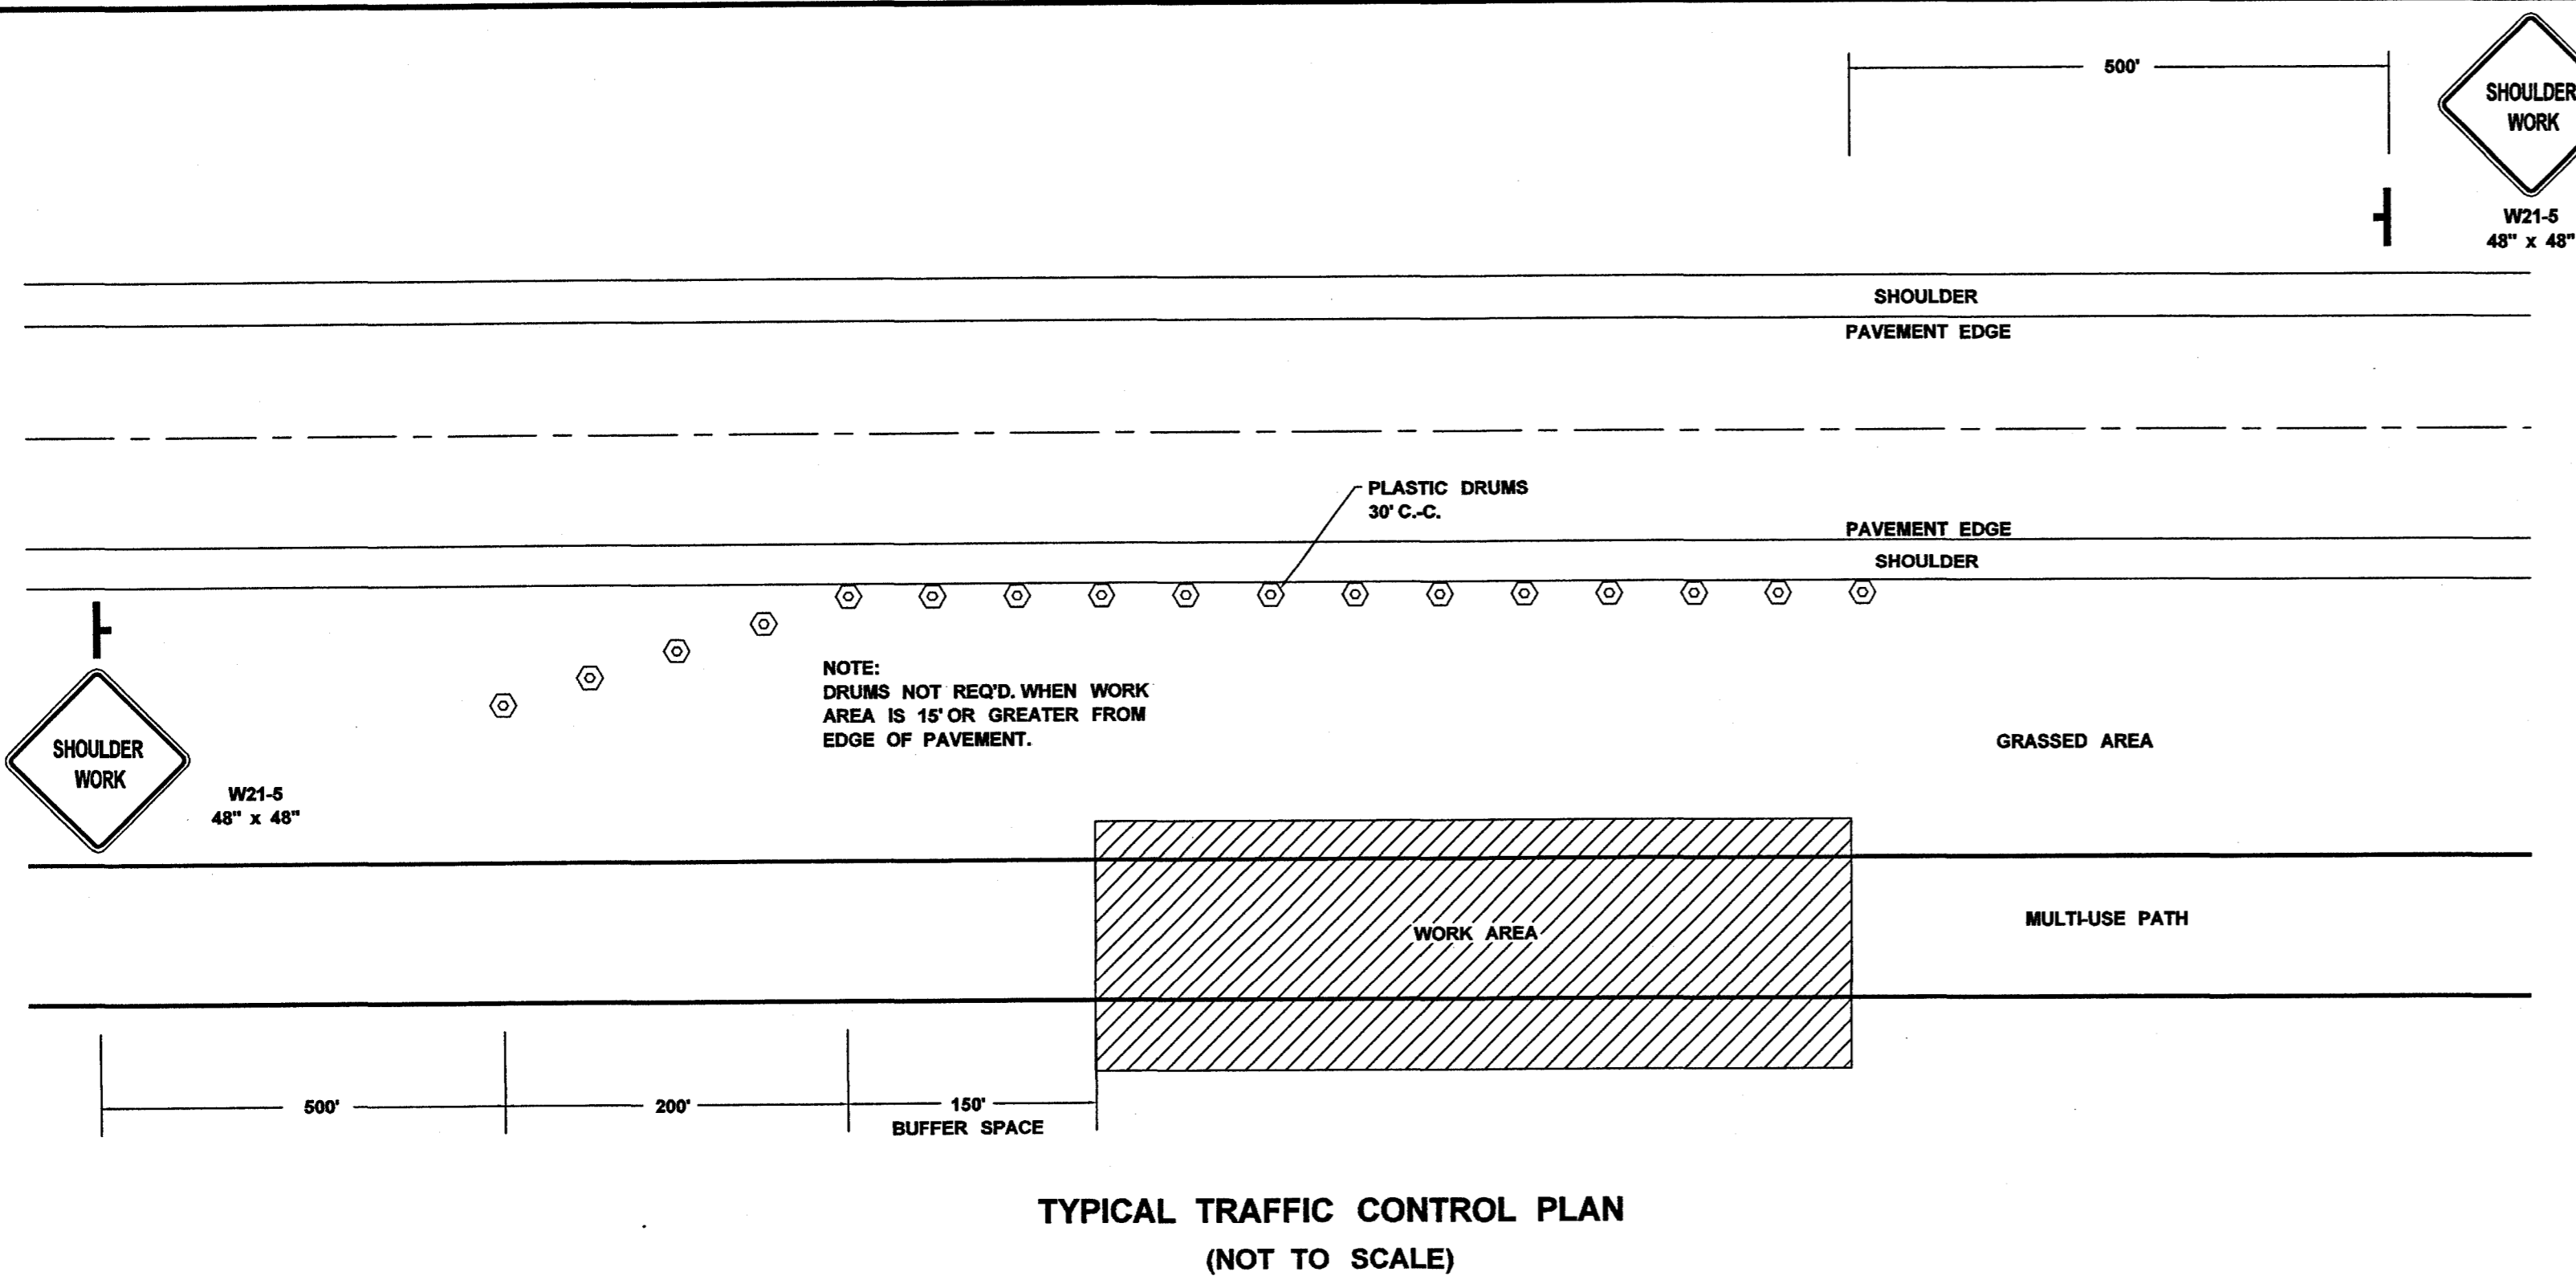 500'
SHOULDER
WORK
W21-5
48" x 48"
SHOULDER
PAVEMENT EDGE
PLASTIC DRUMS
30' C.-C.
PAVEMENT EDGE
SHOULDER
NOTE:
DRUMS NOT REQ'D. WHEN WORK
AREA IS 15' OR GREATER FROM
EDGE OF PAVEMENT.
SHOULDER
WORK
W21-5
48" x 48"
GRASSED AREA
WORK AREA
MULTI-USE PATH
500'
200'
150'
BUFFER SPACE
TYPICAL TRAFFIC CONTROL PLAN
(NOT TO SCALE)